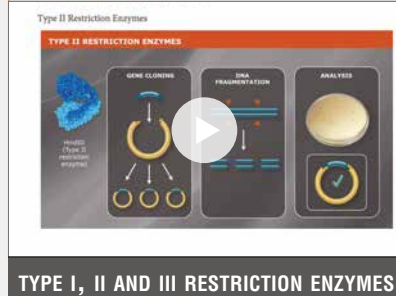 Type II Restriction Enzymes
TYPE II RESTRICTION ENZYMES
GENE CLONING
DNA
FRAGMENTATION
ANALYSIS
HindIII
(Type II
restriction
enzyme)
TYPE I, II AND III RESTRICTION ENZYMES